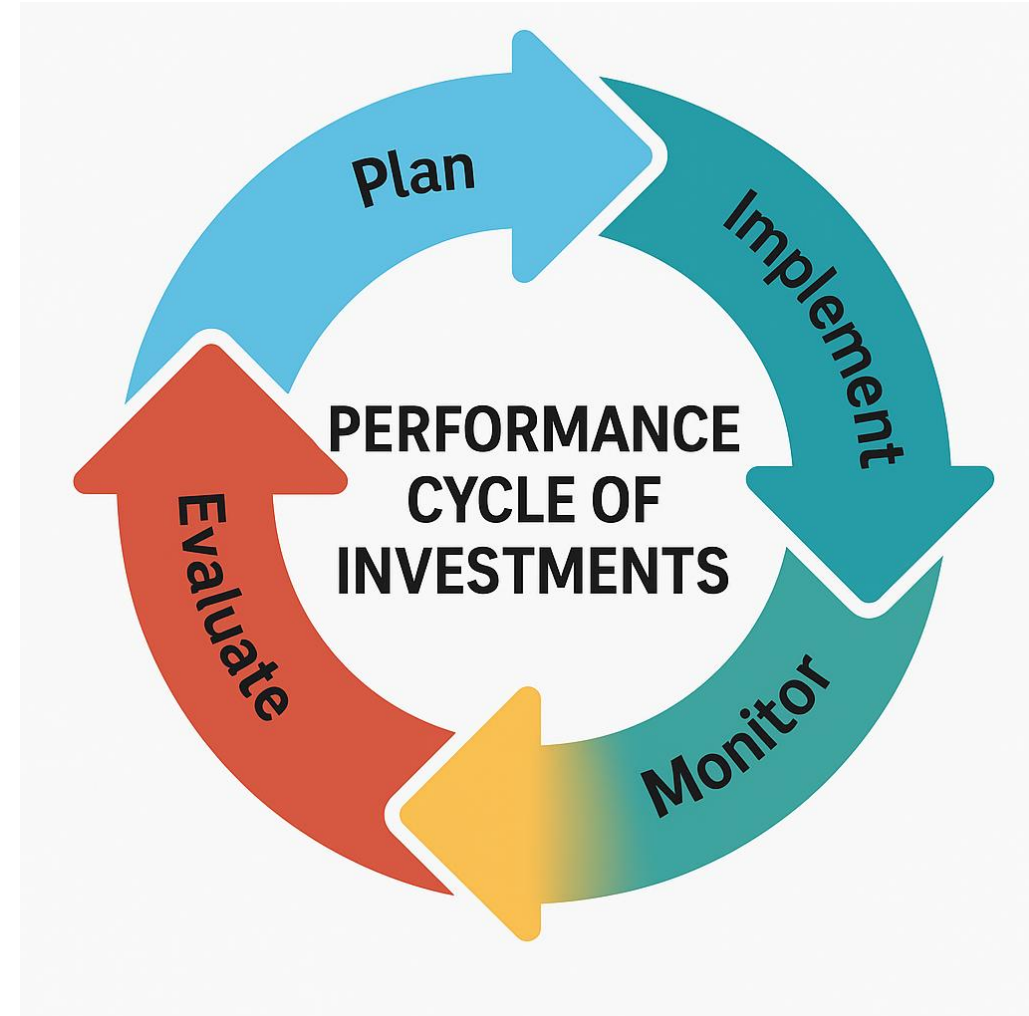 Plan
Implement
Monitor
Evaluate
PERFORMANCE
CYCLE OF
INVESTMENTS